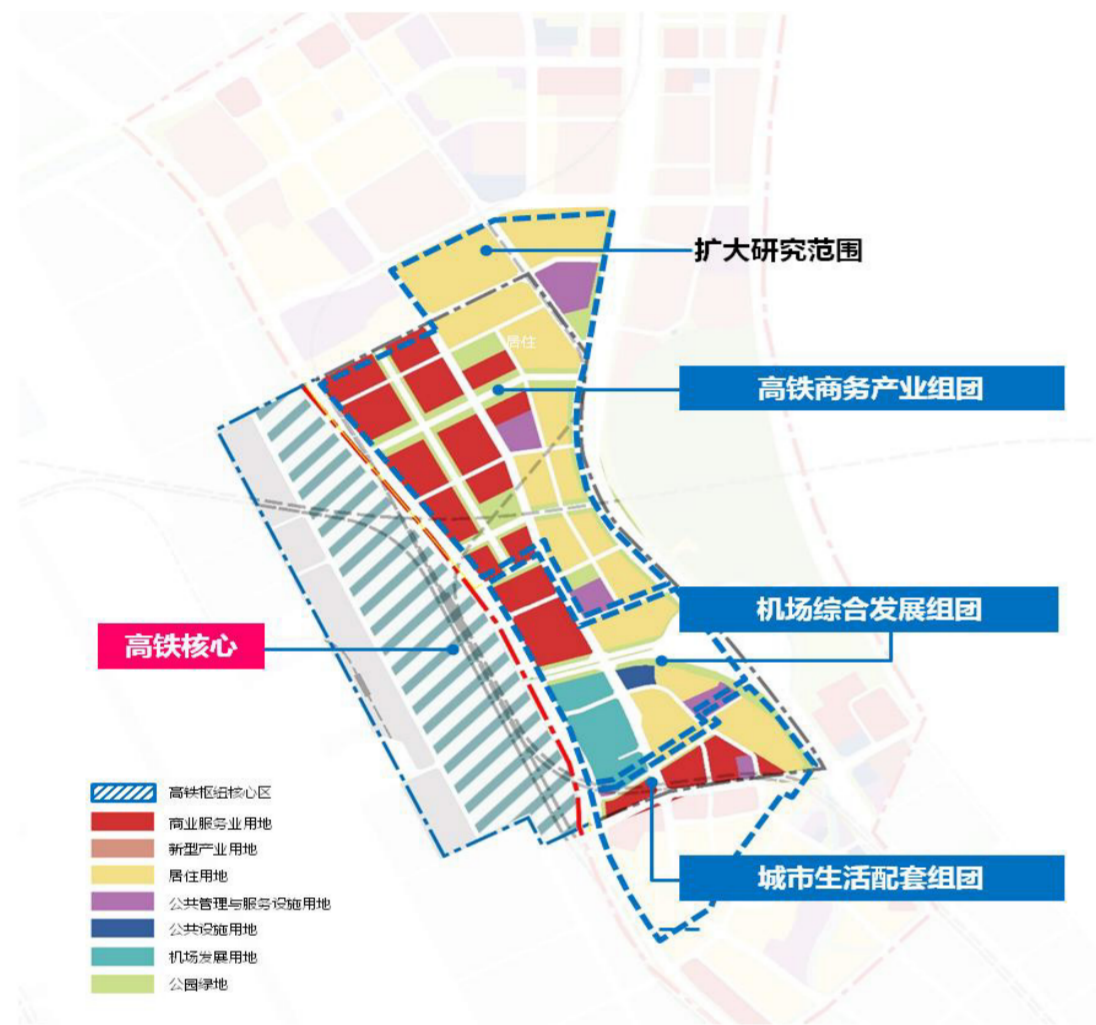 扩大研究范围
居住
高铁商务产业组团
机场综合发展组团
高铁核心
高铁枢纽核心区
商业服务业用地
新型产业用地
居住用地
公共管理与服务设施用地
公共设施用地
机场发展用地
公园绿地
城市生活配套组团